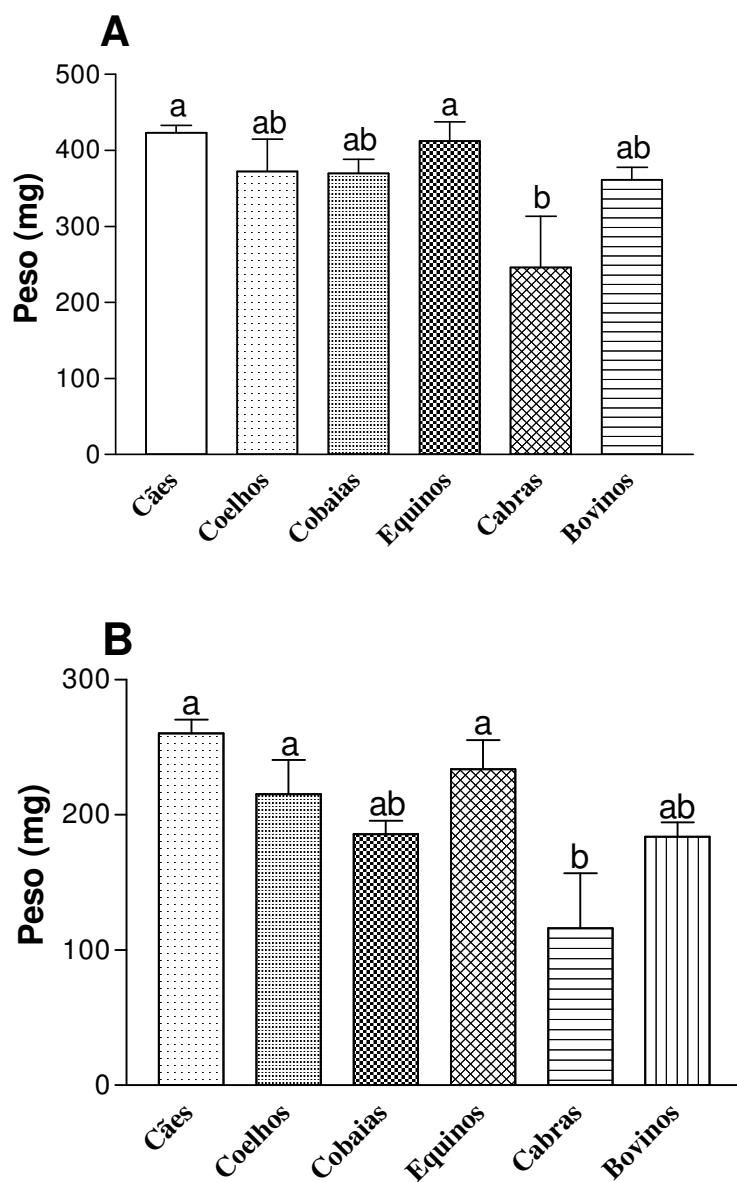 A
500
400
300
200
100
0
Peso (mg)
a
ab
ab
a
b
ab
Cães
Coelhos
Cobaias
Equinos
Cabras
Bovinos
B
300
200
100
0
Peso (mg)
a
a
ab
a
b
ab
Cães
Coelhos
Cobaias
Equinos
Cabras
Bovinos